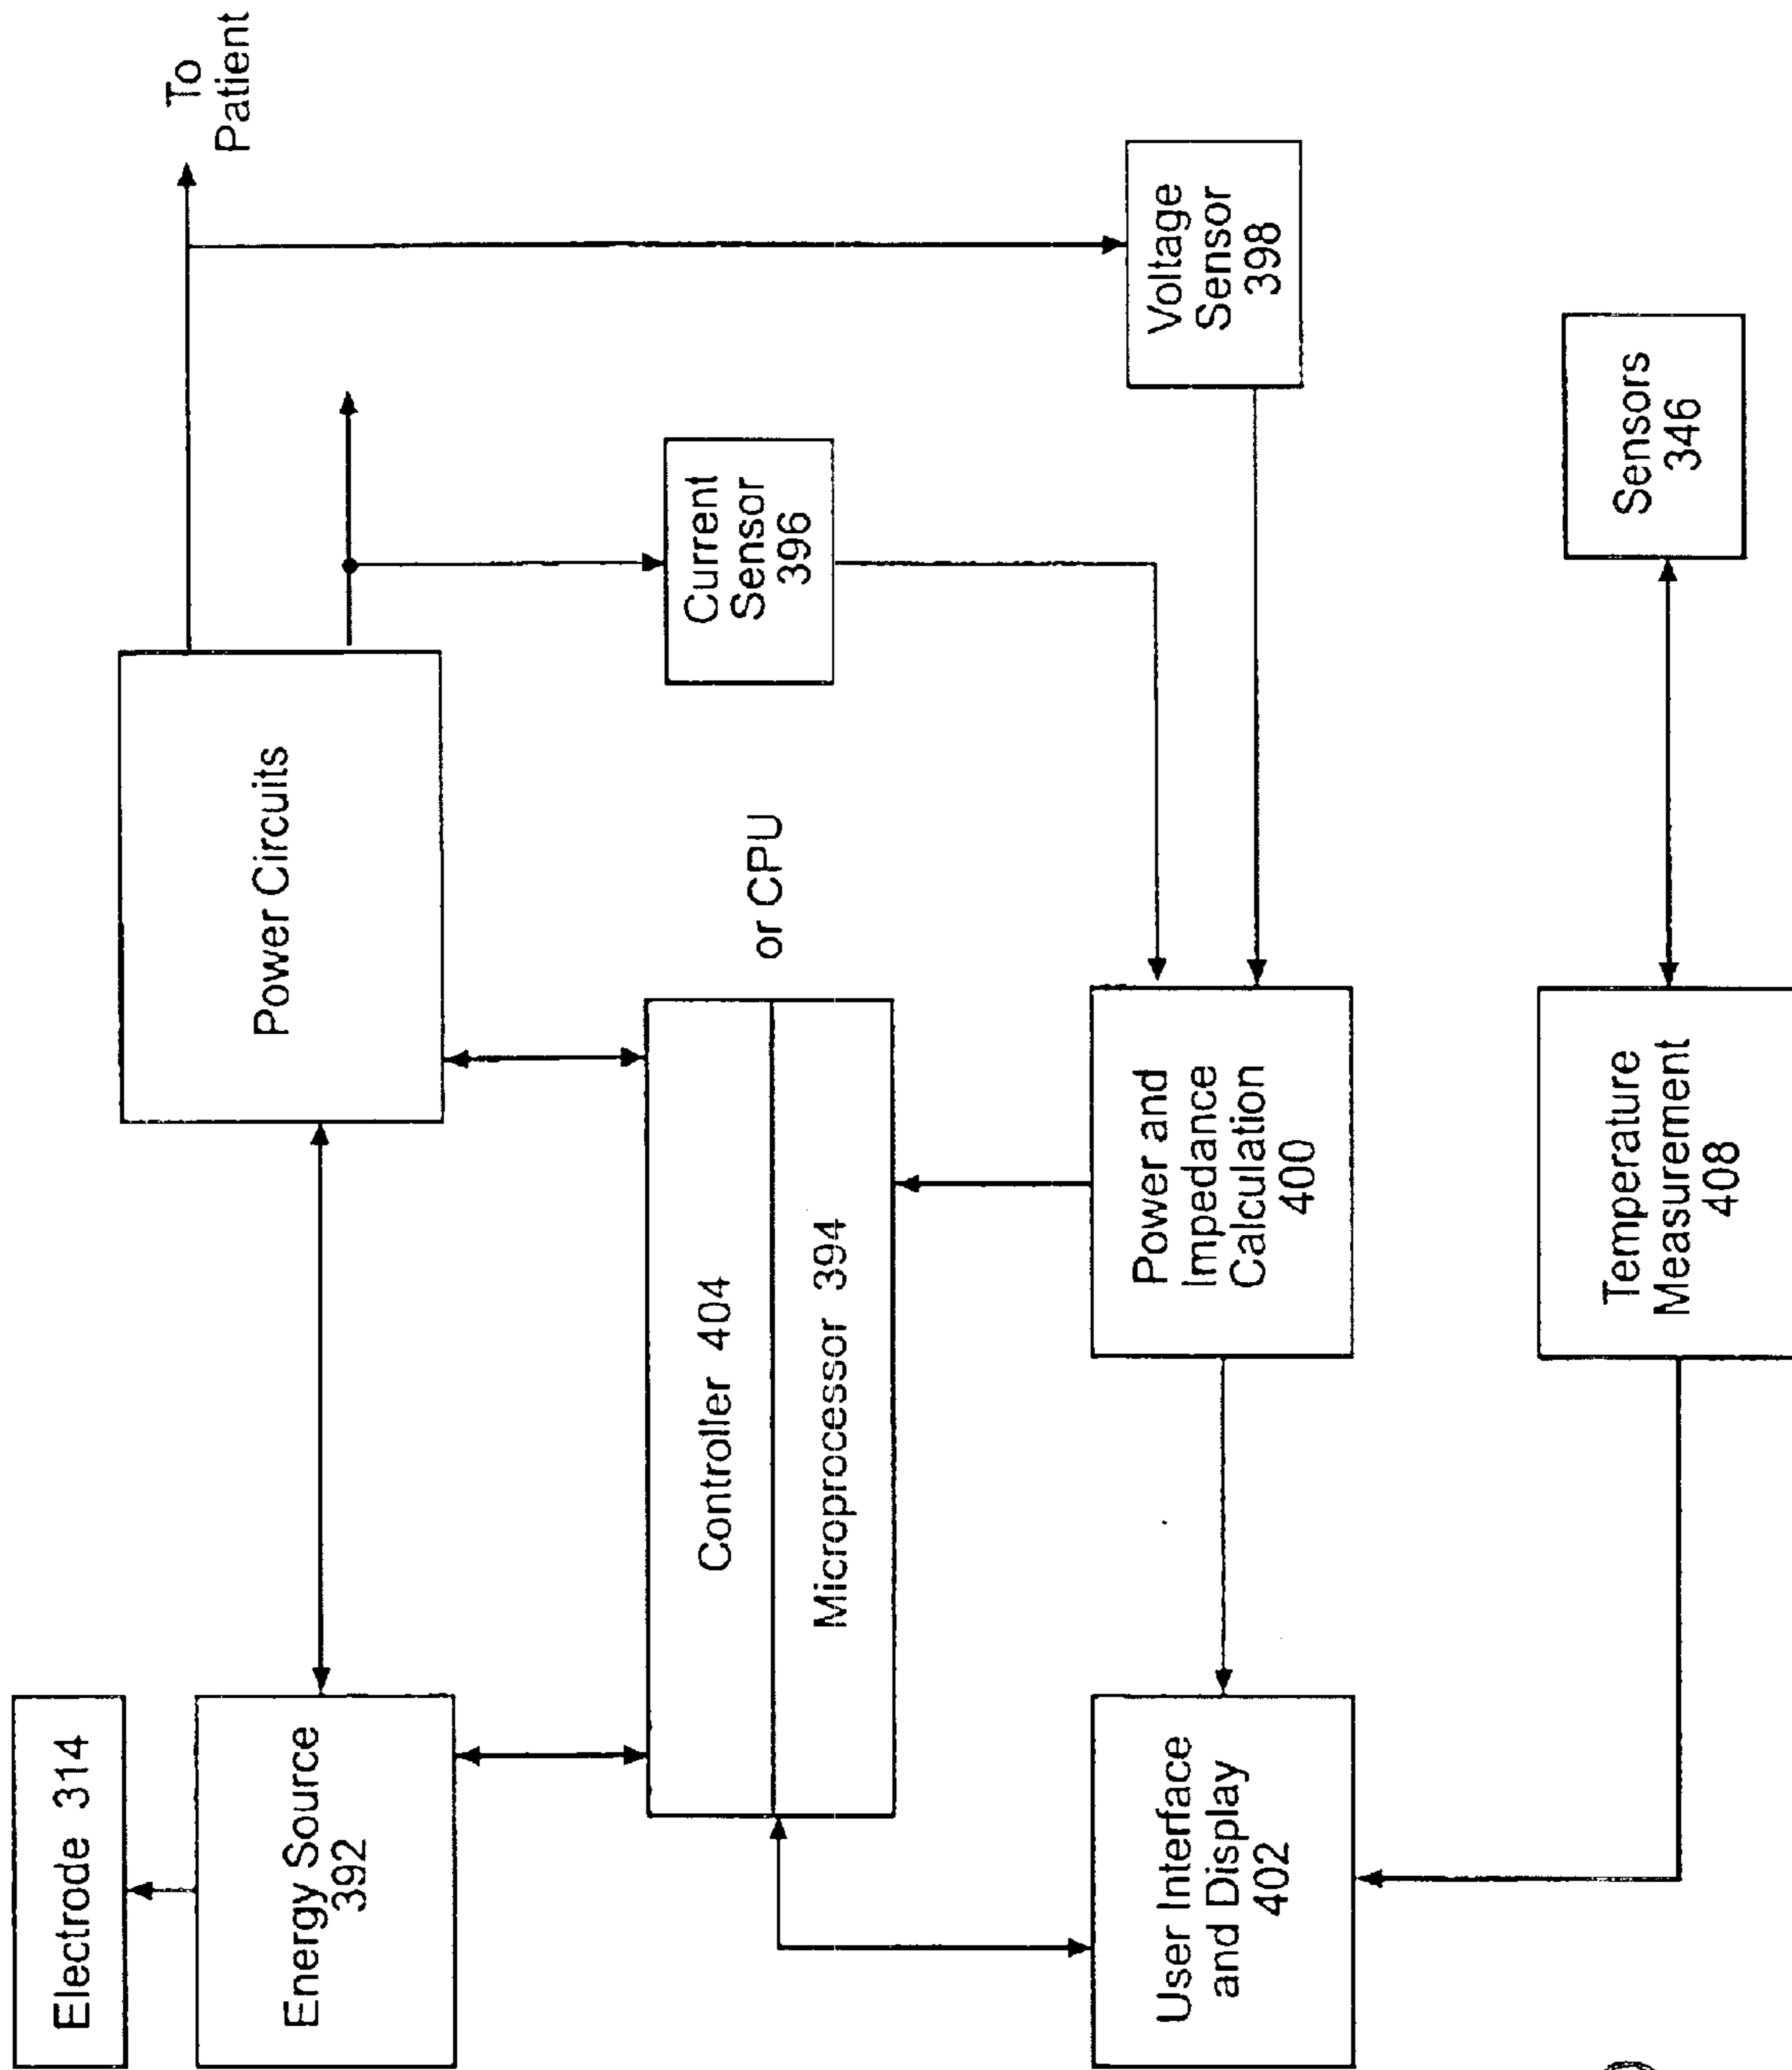 Electrode 314
Energy Source
392
Power Circuits
To
Patient
Controller 404
Microprocessor 394
or CPU
Current
Sensor
396
User Interface
and Display
402
Power and
Impedance
Calculation
400
Voltage
Sensor
398
Temperature
Measurement
408
Sensors
346